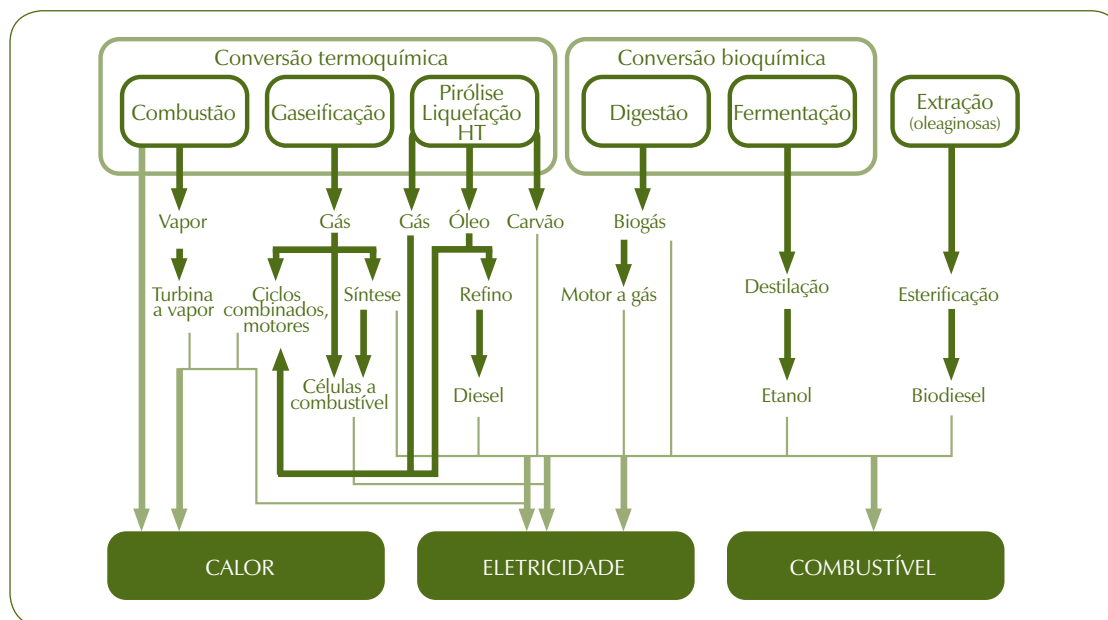 Conversão termoquímica
Conversão bioquímica
Combustão
Gaseificação
Pirólise
Liquefação
HT
Digestão
Fermentação
Extração
(oleaginosas)
Vapor
Gás
Gás
Óleo
Carvão
Biogás
Turbina
a vapor
Ciclos
combinados,
motores
Síntese
Refino
Motor a gás
Destilação
Esterificação
Células a
combustível
Diesel
Etanol
Biodiesel
CALOR
ELETRICIDADE
COMBUSTÍVEL